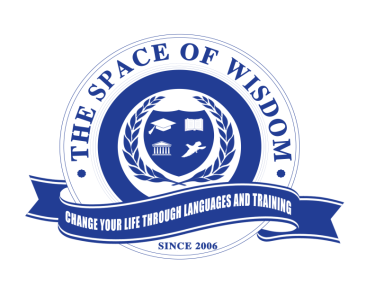 THE SPACE OF WISDOM
CHANGE YOUR LIFE THROUGH LANGUAGES AND TRAINING
SINCE 2006